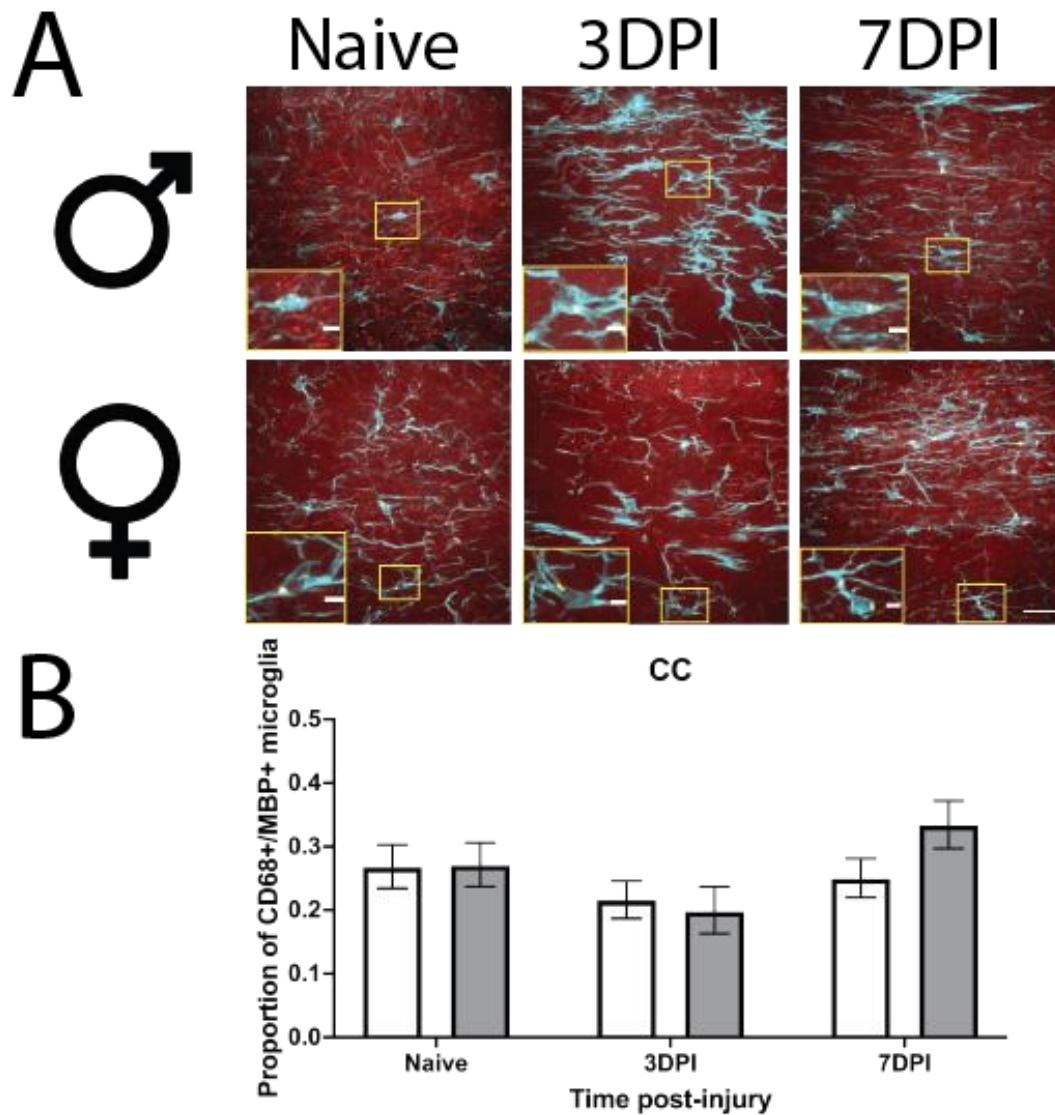 A
Naive 3DPI 7DPI
B
CC
Proportion of CD68+/MBP+ microglia
0.5
0.4
0.3
0.2
0.1
0.0
Naive 3DPI 7DPI
Time post-injury